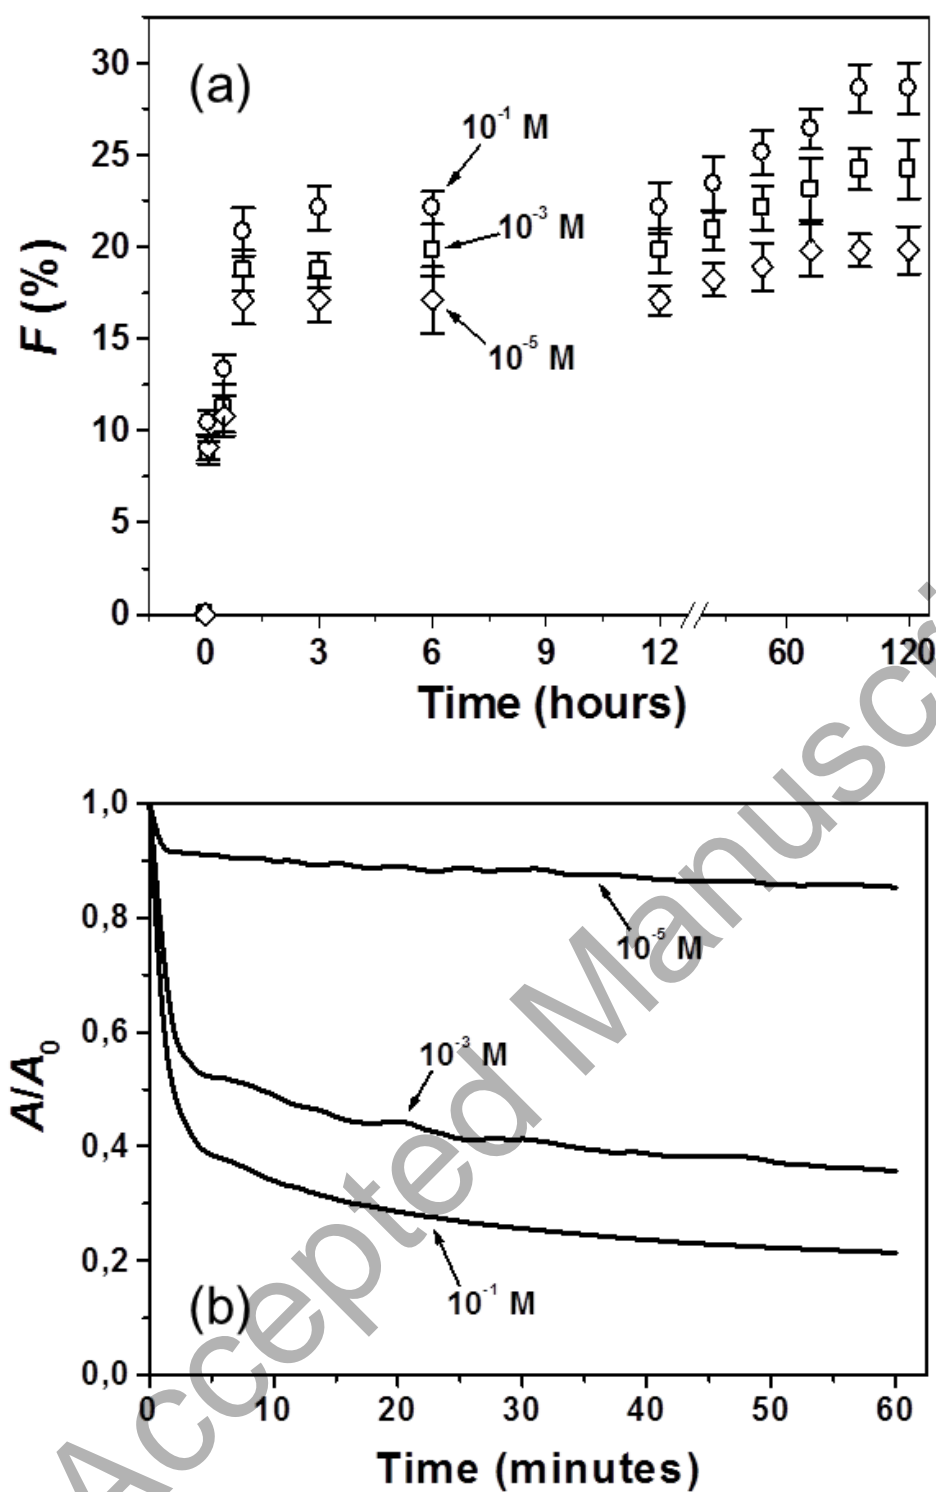 (a)
30
25
20
15
10
5
0
F (%)
10⁻¹ M
10⁻³ M
10⁻⁵ M
0 3 6 9 12 60 120
Time (hours)
1,0
0,8
0,6
0,4
0,2
0,0
A/A₀
10⁻⁵ M
10⁻³ M
10⁻¹ M
(b)
0 10 20 30 40 50 60
Time (minutes)
Accepted Manuscri